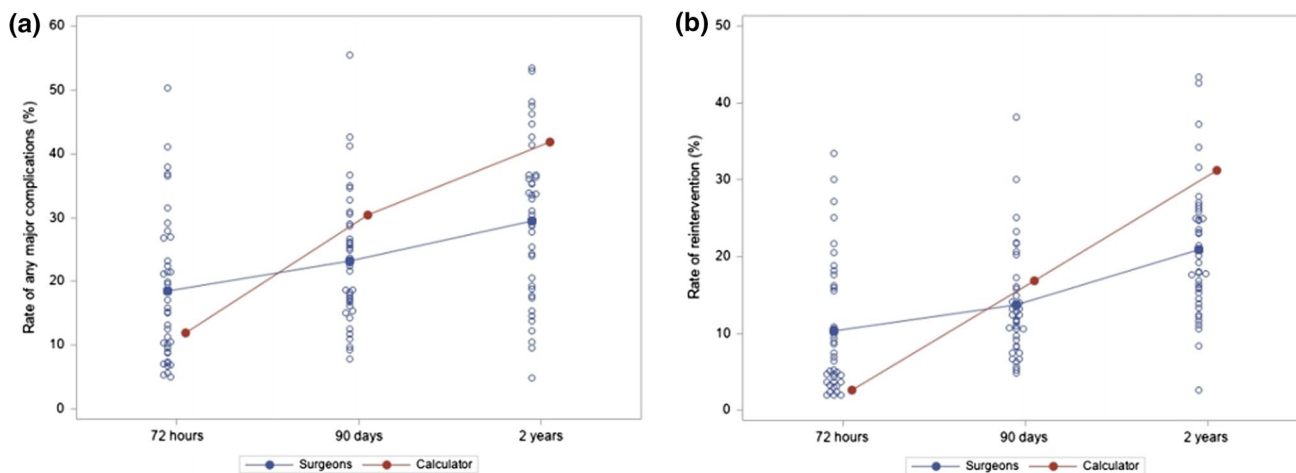 (a)
Rate of any major complications (%)
60
50
40
30
20
10
0
72 hours 90 days 2 years
Surgeons Calculator
(b)
Rate of reintervention (%)
50
40
30
20
10
0
72 hours 90 days 2 years
Surgeons Calculator